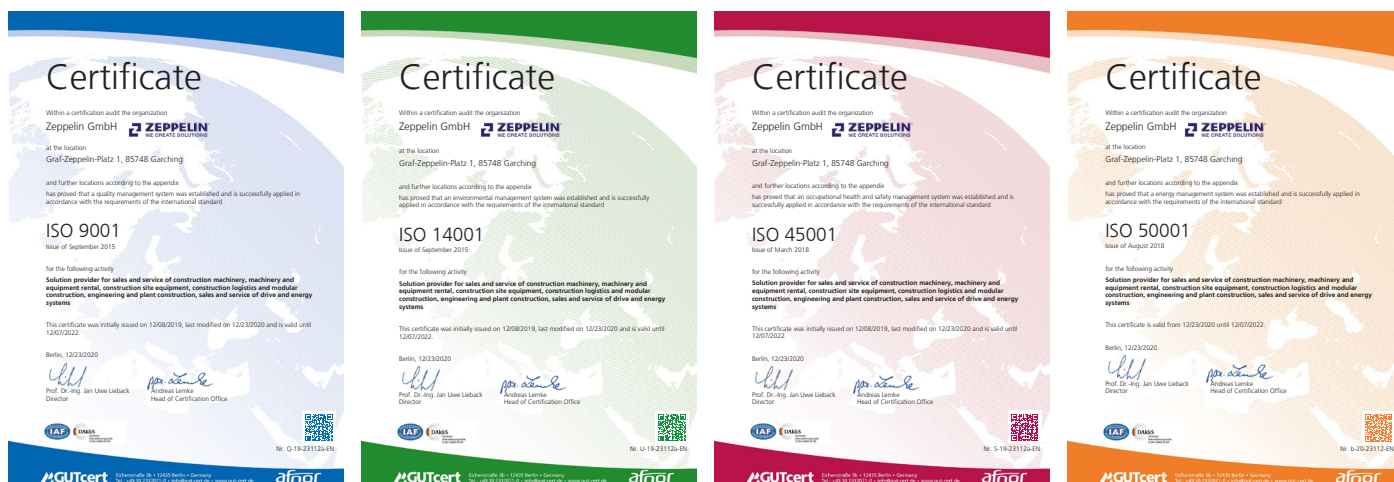 Certificate
Within a certification audit the organization
Zeppelin GmbH ZEPPELIN
WE CREATE SOLUTIONS
at the location
Graf-Zeppelin-Platz 1, 85748 Garching
and further locations according to the appendix
has proved that a quality management system was established and is successfully applied in
accordance with the requirements of the international standard
ISO 9001
Issue of September 2015
for the following activity
Solution provider for sales and service of construction machinery, machinery and
equipment rental, construction site equipment, construction logistics and modular
construction, engineering and plant construction, sales and service of drive and energy
systems
This certificate was initially issued on 12/08/2019, last modified on 12/23/2020 and is valid until
12/07/2022.
Berlin, 12/23/2020
Prof. Dr.-Ing. Jan Uwe Lieback
Director
Andreas Lemke
Head of Certification Office
IAF DAkkS
Nr. Q-19-23112a-EN
GUTcert
Eichenstraße 3b • 12435 Berlin • Germany
afnor
Certificate
Within a certification audit the organization
Zeppelin GmbH ZEPPELIN
WE CREATE SOLUTIONS
at the location
Graf-Zeppelin-Platz 1, 85748 Garching
and further locations according to the appendix
has proved that an environmental management system was established and is successfully
applied in accordance with the requirements of the international standard
ISO 14001
Issue of September 2015
for the following activity
Solution provider for sales and service of construction machinery, machinery and
equipment rental, construction site equipment, construction logistics and modular
construction, engineering and plant construction, sales and service of drive and energy
systems
This certificate was initially issued on 12/08/2019, last modified on 12/23/2020 and is valid until
12/07/2022.
Berlin, 12/23/2020
Prof. Dr.-Ing. Jan Uwe Lieback
Director
Andreas Lemke
Head of Certification Office
IAF DAkkS
Nr. U-19-23112a-EN
GUTcert
Eichenstraße 3b • 12435 Berlin • Germany
afnor
Certificate
Within a certification audit the organization
Zeppelin GmbH ZEPPELIN
WE CREATE SOLUTIONS
at the location
Graf-Zeppelin-Platz 1, 85748 Garching
and further locations according to the appendix
has proved that an occupational health and safety management system was established and is
successfully applied in accordance with the requirements of the international standard
ISO 45001
Issue of March 2018
for the following activity
Solution provider for sales and service of construction machinery, machinery and
equipment rental, construction site equipment, construction logistics and modular
construction, engineering and plant construction, sales and service of drive and energy
systems
This certificate was initially issued on 12/08/2019, last modified on 12/23/2020 and is valid until
12/07/2022.
Berlin, 12/23/2020
Prof. Dr.-Ing. Jan Uwe Lieback
Director
Andreas Lemke
Head of Certification Office
IAF DAkkS
Nr. S-19-23112a-EN
GUTcert
Eichenstraße 3b • 12435 Berlin • Germany
afnor
Certificate
Within a certification audit the organization
Zeppelin GmbH ZEPPELIN
WE CREATE SOLUTIONS
at the location
Graf-Zeppelin-Platz 1, 85748 Garching
and further locations according to the appendix
has proved that a energy management system was established and is successfully applied in
accordance with the requirements of the international standard
ISO 50001
Issue of August 2018
for the following activity
Solution provider for sales and service of construction machinery, machinery and
equipment rental, construction site equipment, construction logistics and modular
construction, engineering and plant construction, sales and service of drive and energy
systems
This certificate is valid from 12/23/2020 until 12/07/2022.
Berlin, 12/23/2020
Prof. Dr.-Ing. Jan Uwe Lieback
Director
Andreas Lemke
Head of Certification Office
IAF DAkkS
Nr. b-20-23112-EN
GUTcert
Eichenstraße 3b • 12435 Berlin • Germany
afnor